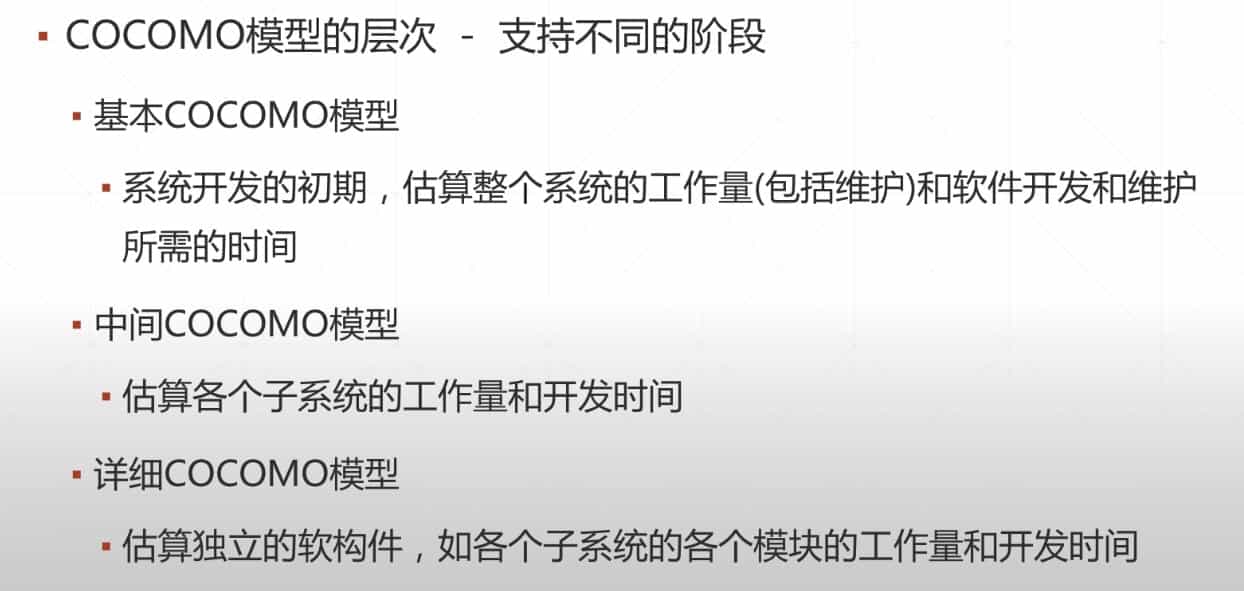 ▪ COCOMO模型的层次 - 支持不同的阶段
▪ 基本COCOMO模型
▪ 系统开发的初期，估算整个系统的工作量(包括维护)和软件开发和维护
所需的时间
▪ 中间COCOMO模型
▪ 估算各个子系统的工作量和开发时间
▪ 详细COCOMO模型
▪ 估算独立的软构件，如各个子系统的各个模块的工作量和开发时间